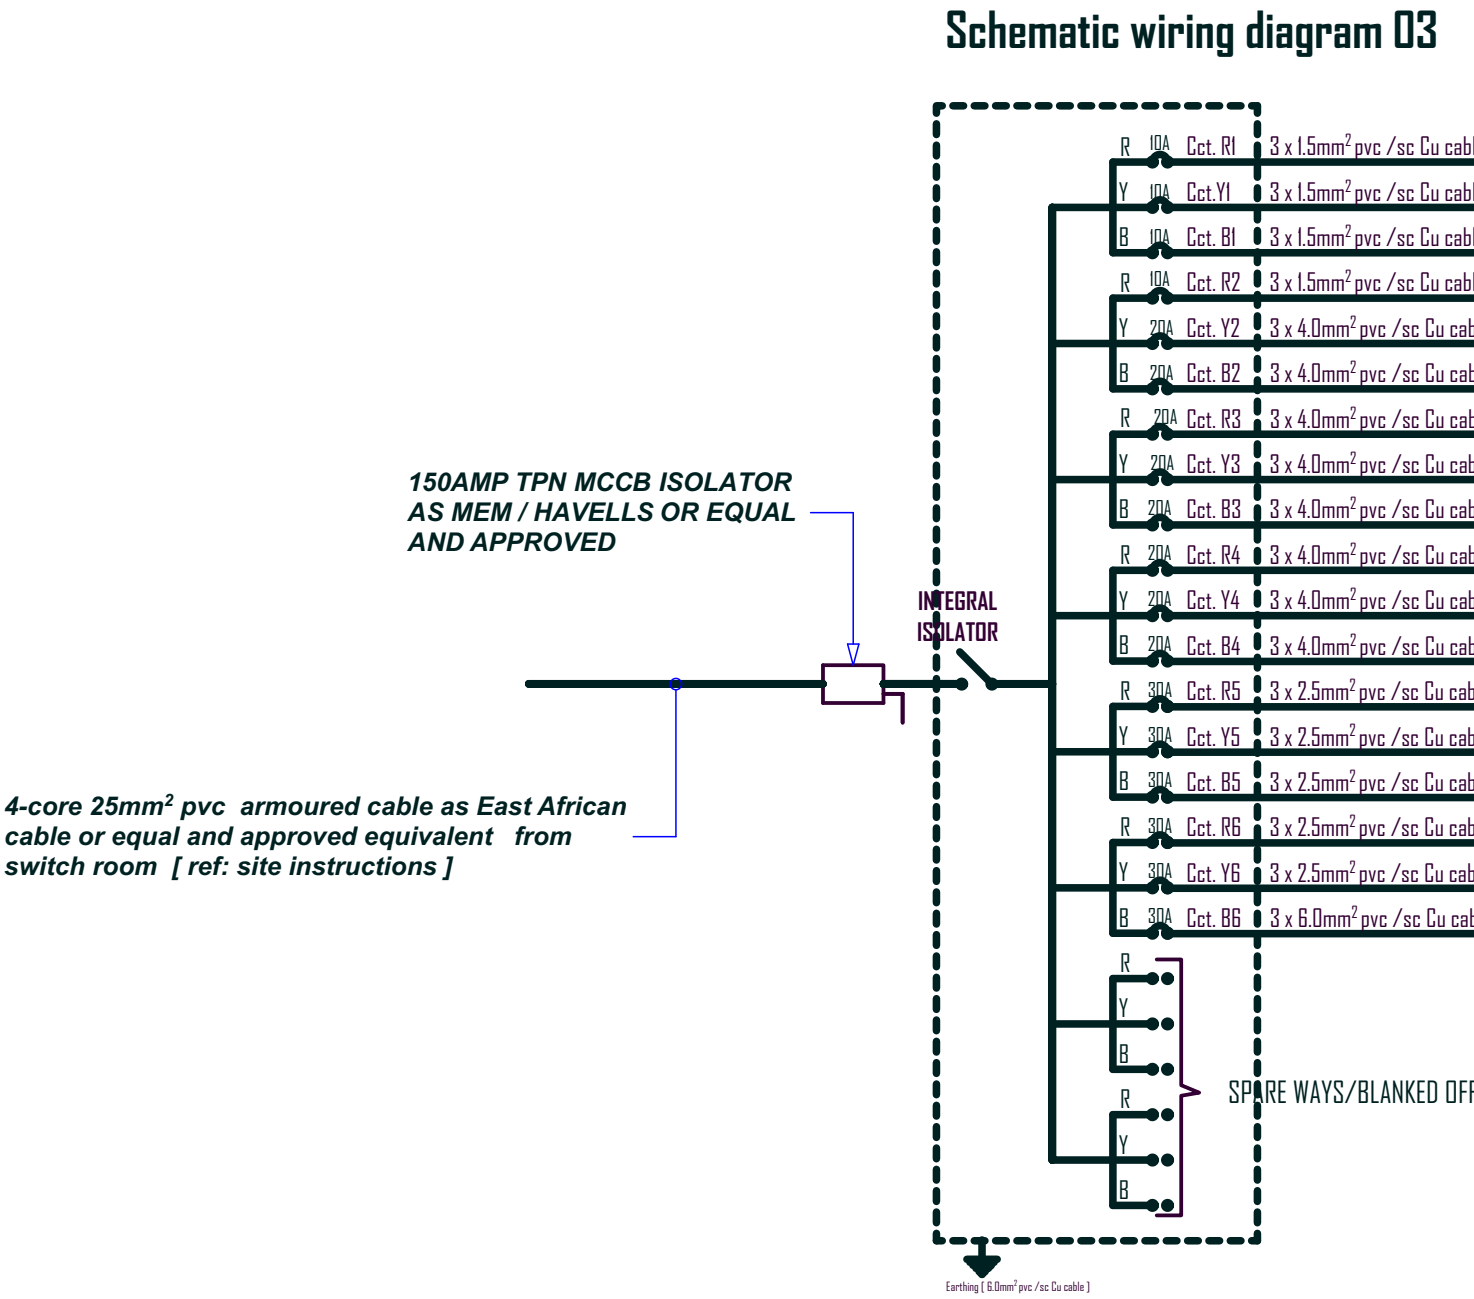 Schematic wiring diagram 03
R 10A Cct. R1 3 x 1.5mm² pvc /sc Cu cabl
Y 10A Cct.Y1 3 x 1.5mm² pvc /sc Cu cabl
B 10A Cct. B1 3 x 1.5mm² pvc /sc Cu cabl
R 10A Cct. R2 3 x 1.5mm² pvc /sc Cu cabl
Y 20A Cct. Y2 3 x 4.0mm² pvc /sc Cu cab
B 20A Cct. B2 3 x 4.0mm² pvc /sc Cu cab
R 20A Cct. R3 3 x 4.0mm² pvc /sc Cu cab
Y 20A Cct. Y3 3 x 4.0mm² pvc /sc Cu cab
B 20A Cct. B3 3 x 4.0mm² pvc /sc Cu cab
R 20A Cct. R4 3 x 4.0mm² pvc /sc Cu cab
Y 20A Cct. Y4 3 x 4.0mm² pvc /sc Cu cab
B 20A Cct. B4 3 x 4.0mm² pvc /sc Cu cab
R 30A Cct. R5 3 x 2.5mm² pvc /sc Cu cab
Y 30A Cct. Y5 3 x 2.5mm² pvc /sc Cu cab
B 30A Cct. B5 3 x 2.5mm² pvc /sc Cu cab
R 30A Cct. R6 3 x 2.5mm² pvc /sc Cu cab
Y 30A Cct. Y6 3 x 2.5mm² pvc /sc Cu cab
B 30A Cct. B6 3 x 6.0mm² pvc /sc Cu cab
R
Y
B
R
Y
B
SPARE WAYS/BLANKED OFF
150AMP TPN MCCB ISOLATOR
AS MEM / HAVELLS OR EQUAL
AND APPROVED
INTEGRAL
ISOLATOR
4-core 25mm² pvc armoured cable as East African
cable or equal and approved equivalent from
switch room [ ref: site instructions ]
Earthing [ 6.0mm² pvc /sc Cu cable ]